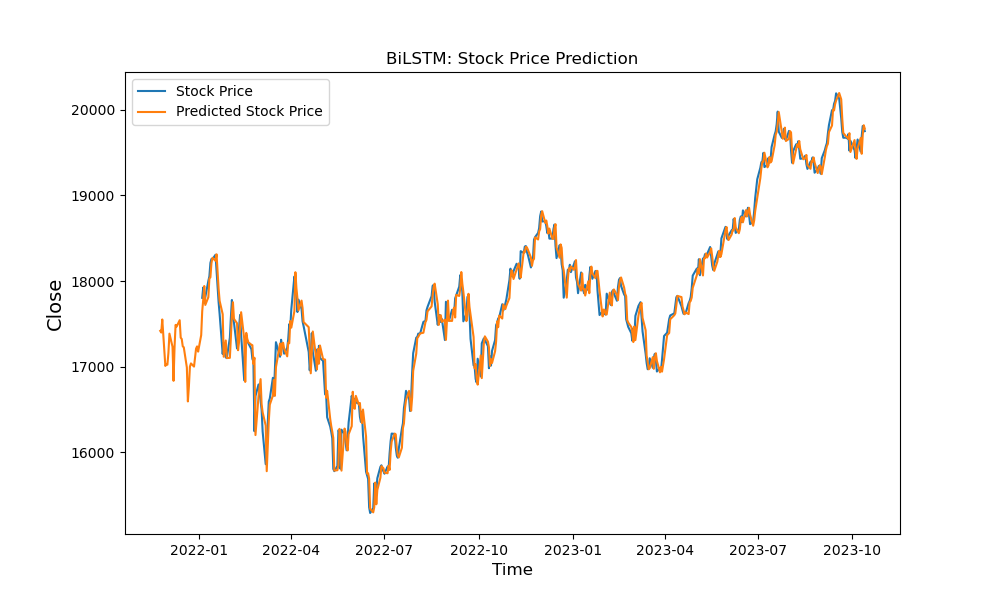 BiLSTM: Stock Price Prediction
Stock Price
Predicted Stock Price
Close
20000
19000
18000
17000
16000
2022-01 2022-04 2022-07 2022-10 2023-01 2023-04 2023-07 2023-10
Time